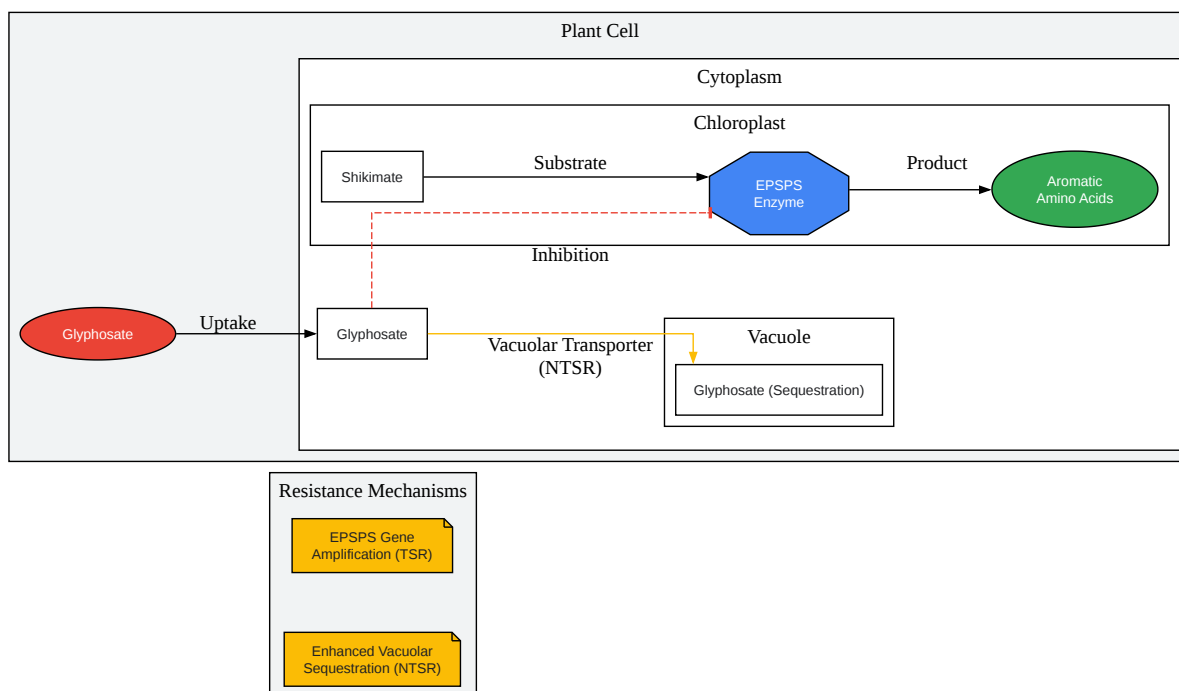 Plant Cell
Cytoplasm
Chloroplast
Shikimate
Substrate
EPSPS
Enzyme
Product
Aromatic
Amino Acids
Inhibition
Glyphosate
Uptake
Glyphosate
Vacuolar Transporter
(NTSR)
Vacuole
Glyphosate (Sequestration)
Resistance Mechanisms
EPSPS Gene
Amplification (TSR)
Enhanced Vacuolar
Sequestration (NTSR)